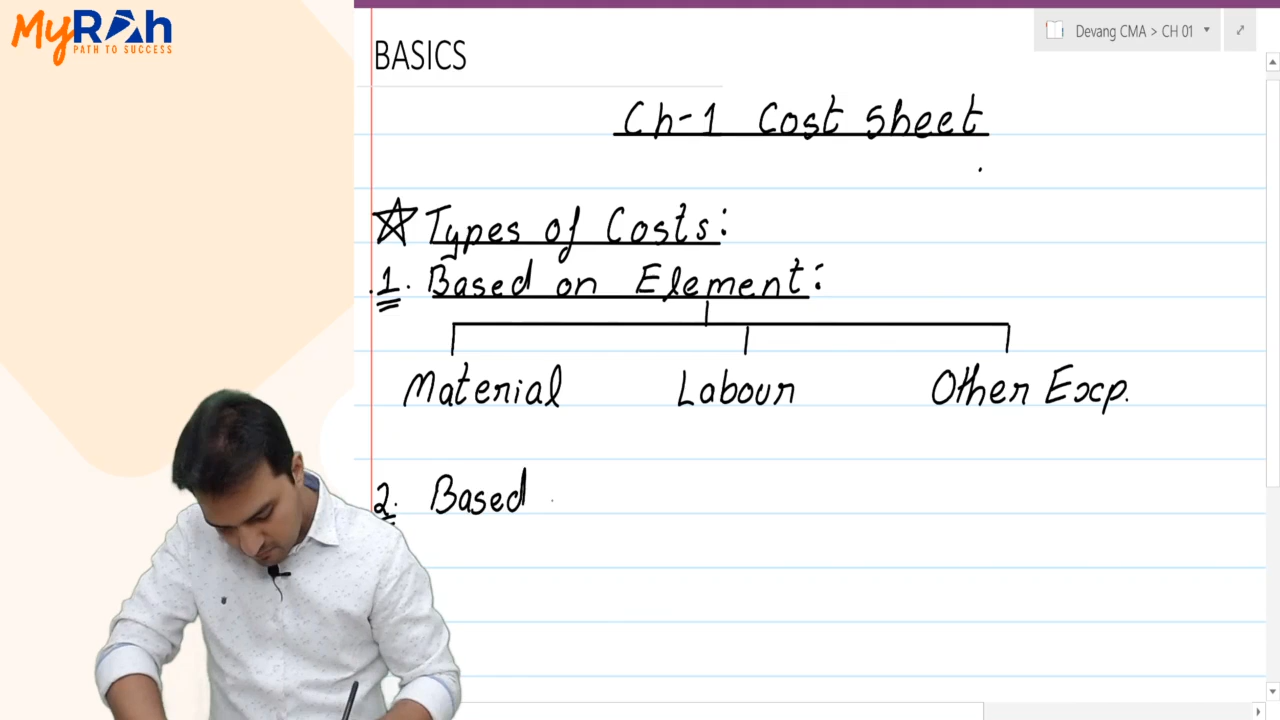 MyRAh
PATH TO SUCCESS
Devang CMA > CH 01
BASICS
Ch-1 Cost Sheet
Types of Costs:
1. Based on Element:
Material Labour Other Exp.
2. Based